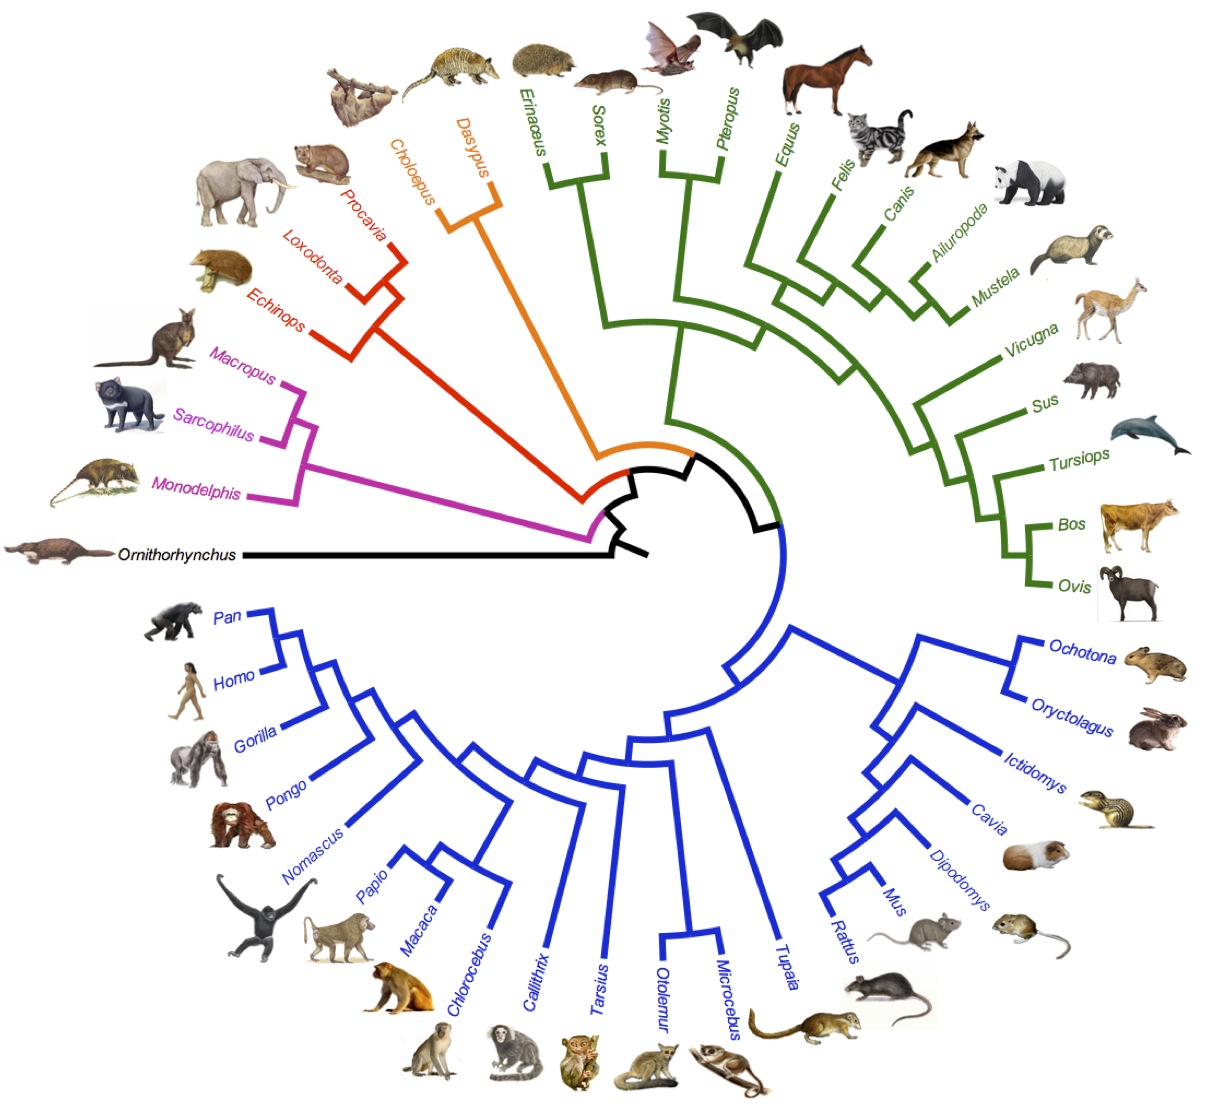 Ornithorhynchus
Monodelphis
Sarcophilus
Macropus
Echinops
Loxodonta
Procavia
Choloepus
Dasypus
Erinaceus
Sorex
Myotis
Pteropus
Equus
Felis
Canis
Ailuropoda
Mustela
Vicugna
Sus
Tursiops
Bos
Ovis
Ochotona
Oryctolagus
Ictidomys
Cavia
Dipodomys
Mus
Rattus
Tupaia
Microcebus
Otolemur
Tarsius
Callithrix
Chlorocebus
Macaca
Papio
Nomascus
Pongo
Gorilla
Homo
Pan